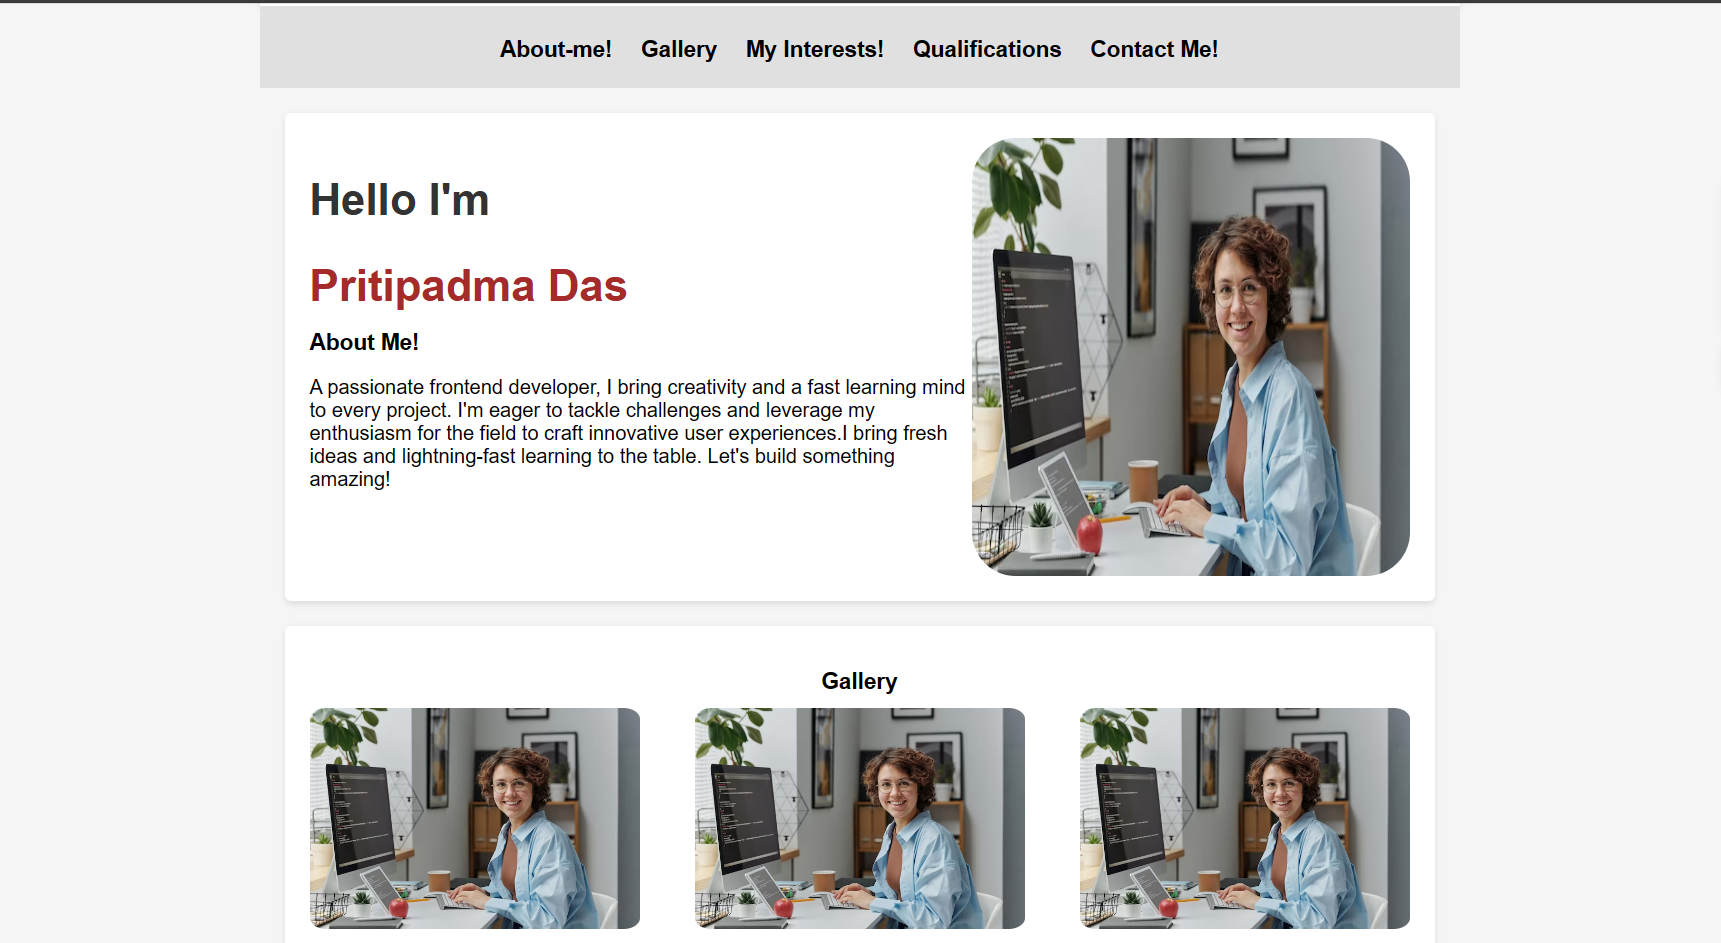 About-me! Gallery My Interests! Qualifications Contact Me!
Hello I'm
Pritipadma Das
About Me!
A passionate frontend developer, I bring creativity and a fast learning mind
to every project. I'm eager to tackle challenges and leverage my
enthusiasm for the field to craft innovative user experiences.I bring fresh
ideas and lightning-fast learning to the table. Let's build something
amazing!
Gallery